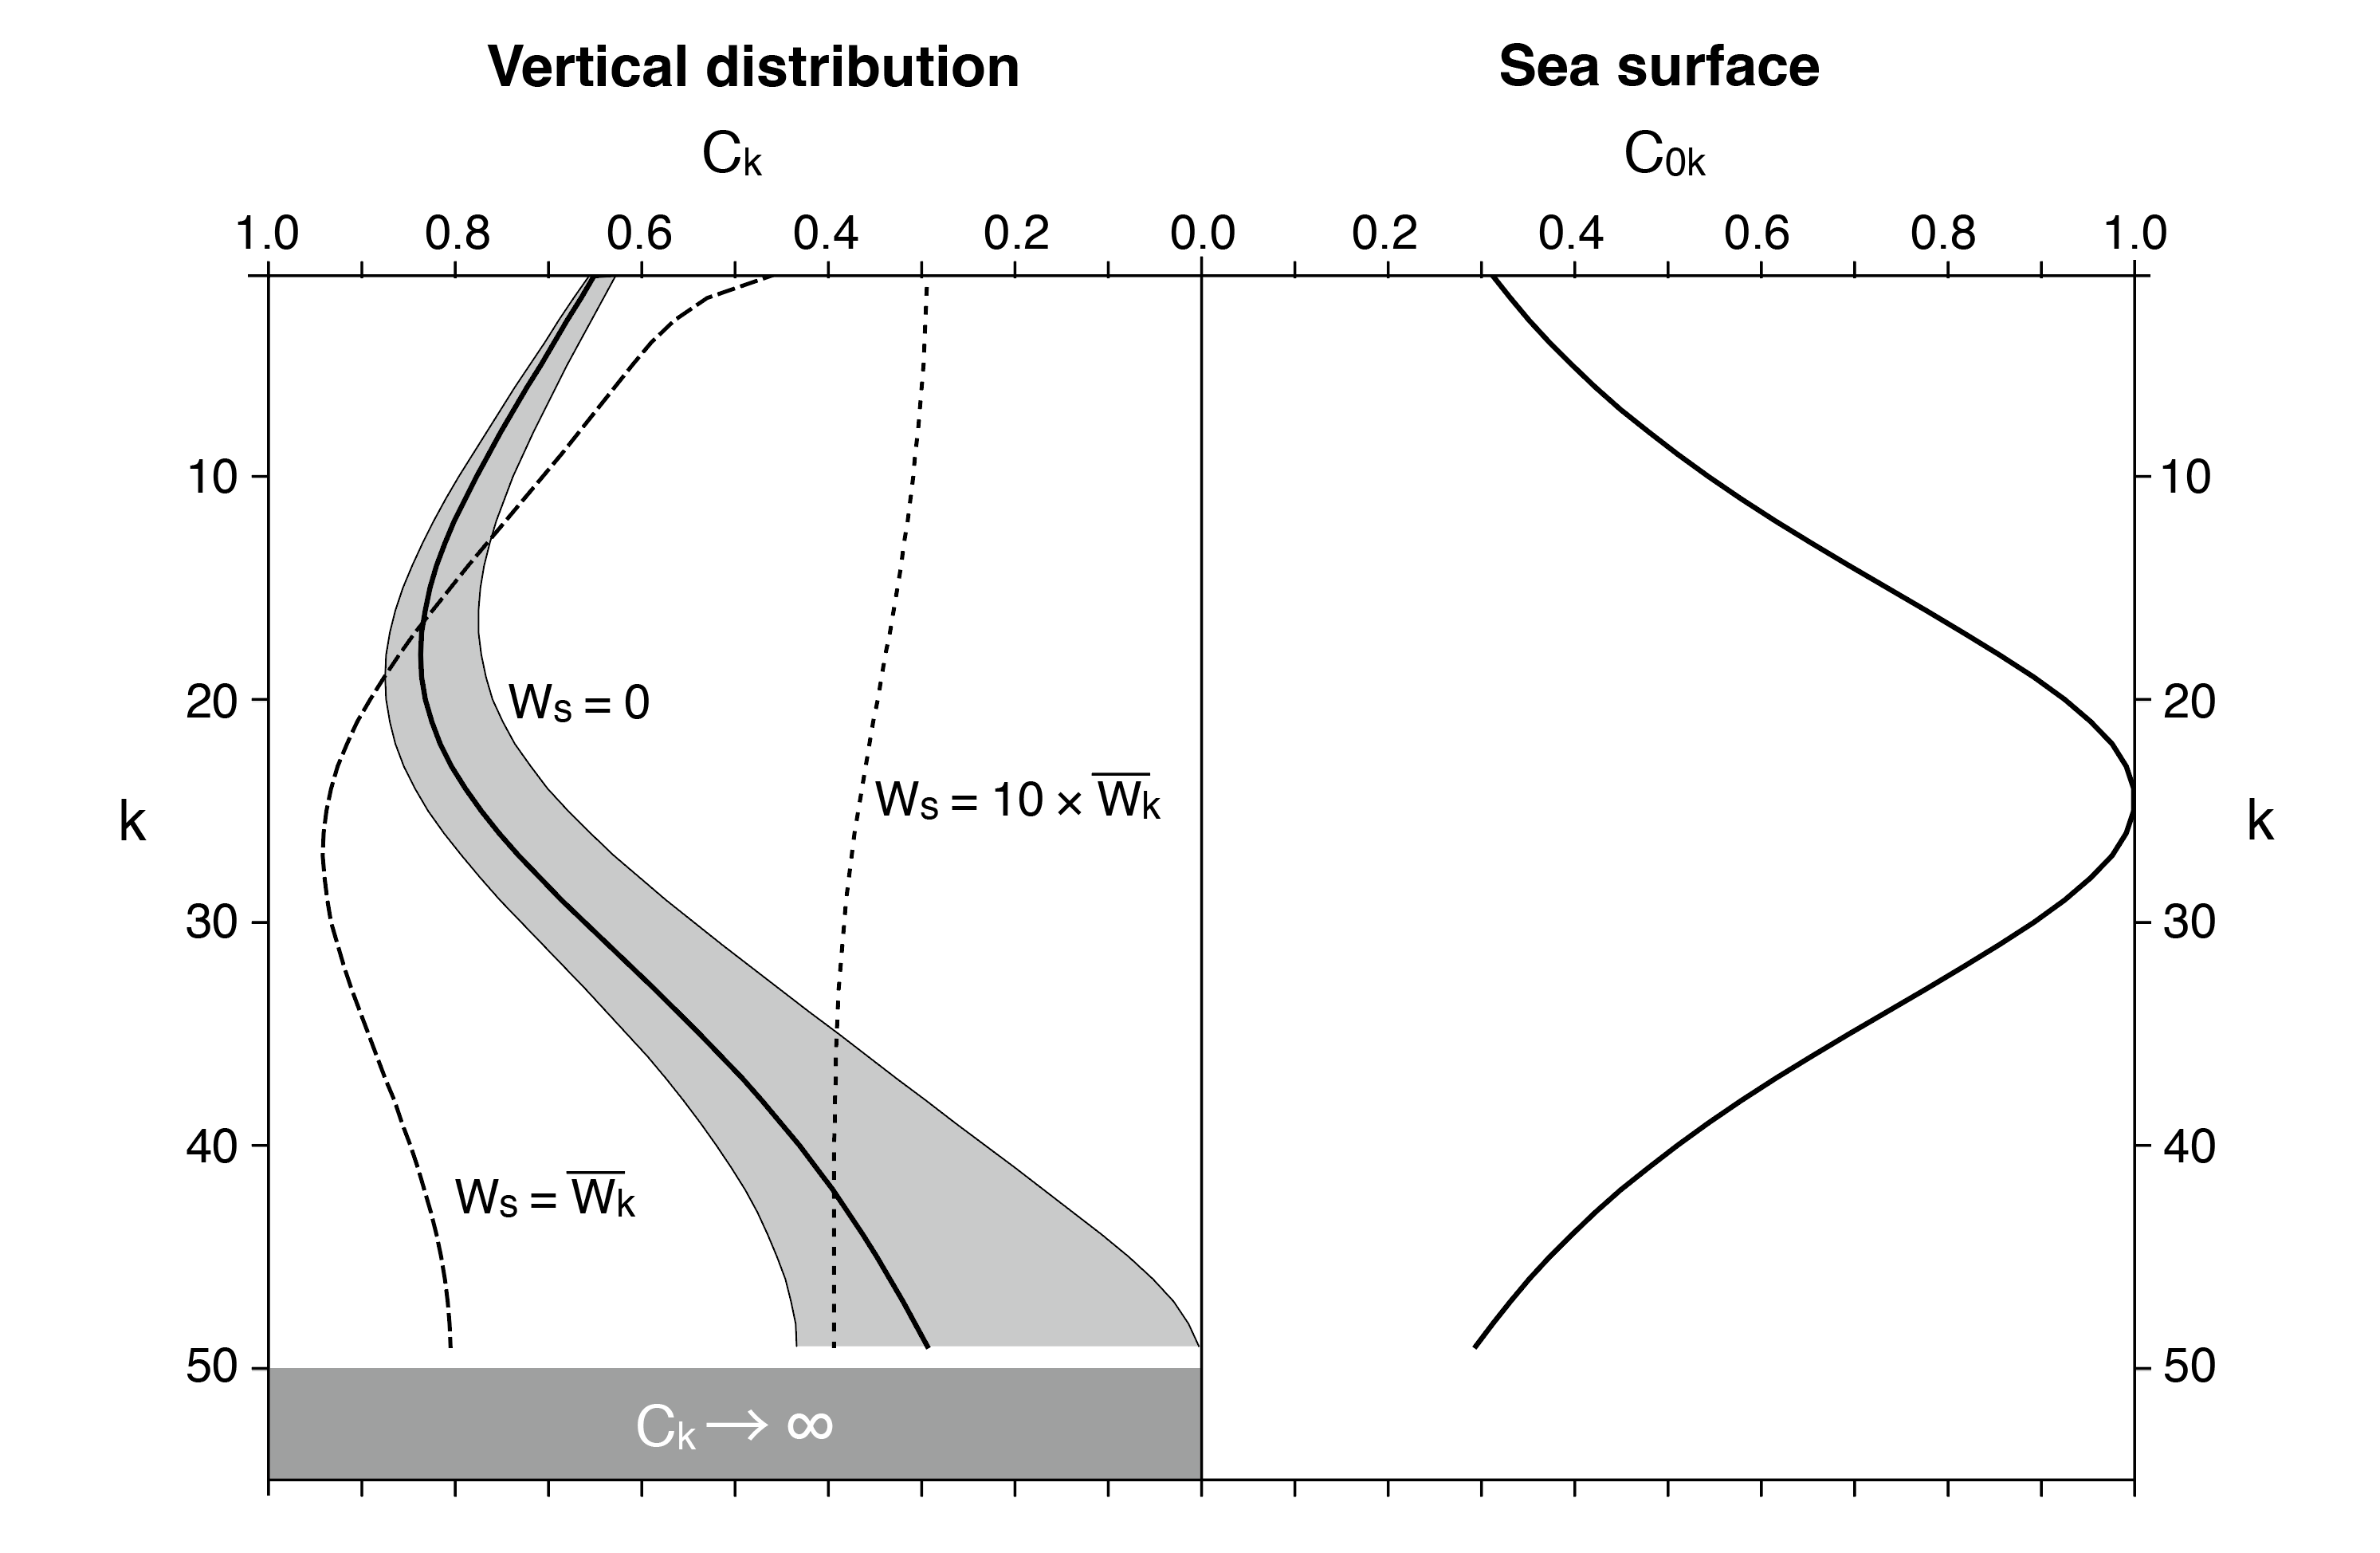 Vertical distribution Sea surface
Ck C0k
1.0 0.8 0.6 0.4 0.2 0.0 0.2 0.4 0.6 0.8 1.0
10 10
20 Ws = 0 20
k Ws = 10 × W̅k̅ k
30 30
40 40
Ws = W̅k̅
50 50
Ck → ∞